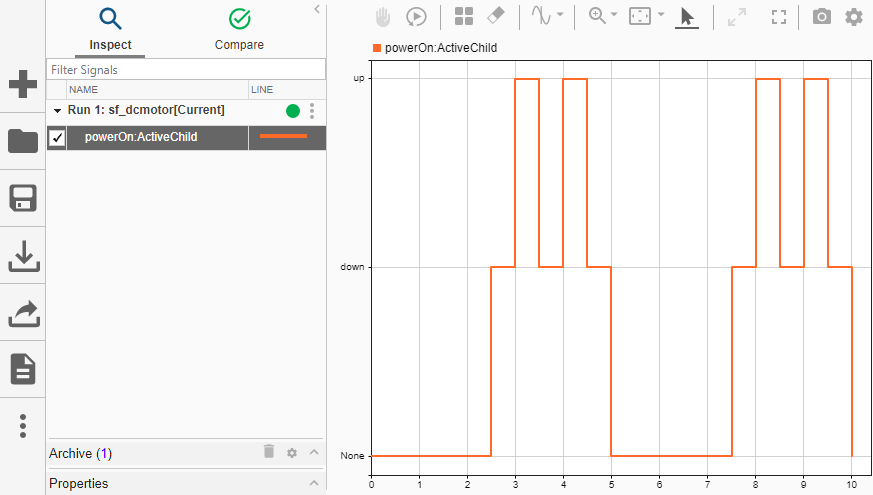 Inspect
Compare
Filter Signals
NAME
LINE
Run 1: sf_dcmotor[Current]
powerOn:ActiveChild
Archive (1)
Properties
powerOn:ActiveChild
up
down
None
0 1 2 3 4 5 6 7 8 9 10